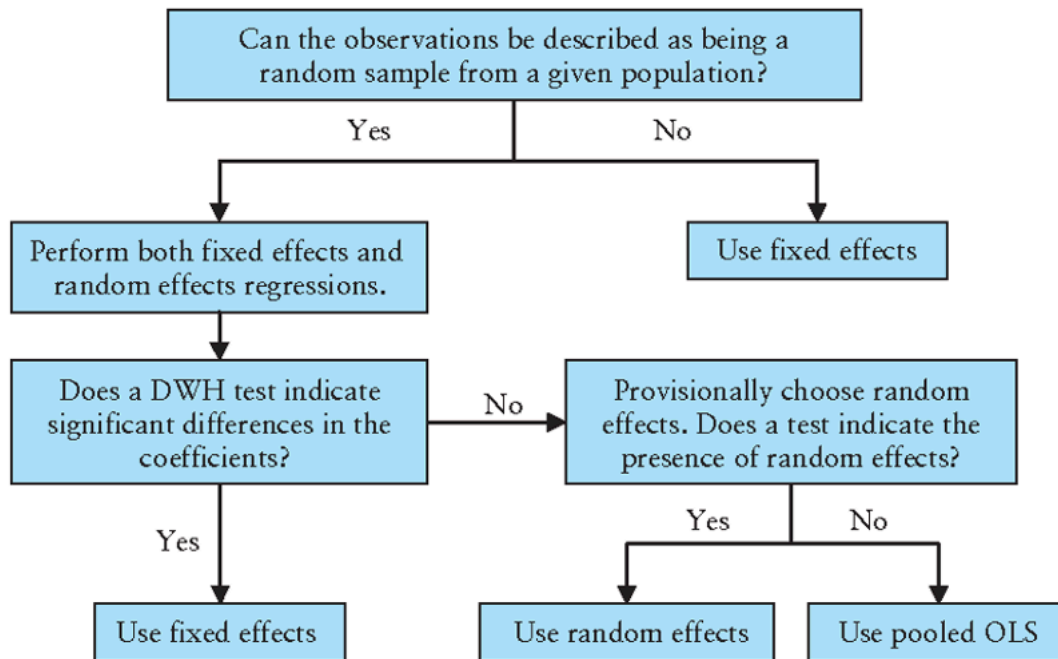 Can the observations be described as being a
random sample from a given population?
Yes
No
Perform both fixed effects and
random effects regressions.
Use fixed effects
Does a DWH test indicate
significant differences in the
coefficients?
No
Provisionally choose random
effects. Does a test indicate the
presence of random effects?
Yes
Yes
No
Use fixed effects
Use random effects
Use pooled OLS